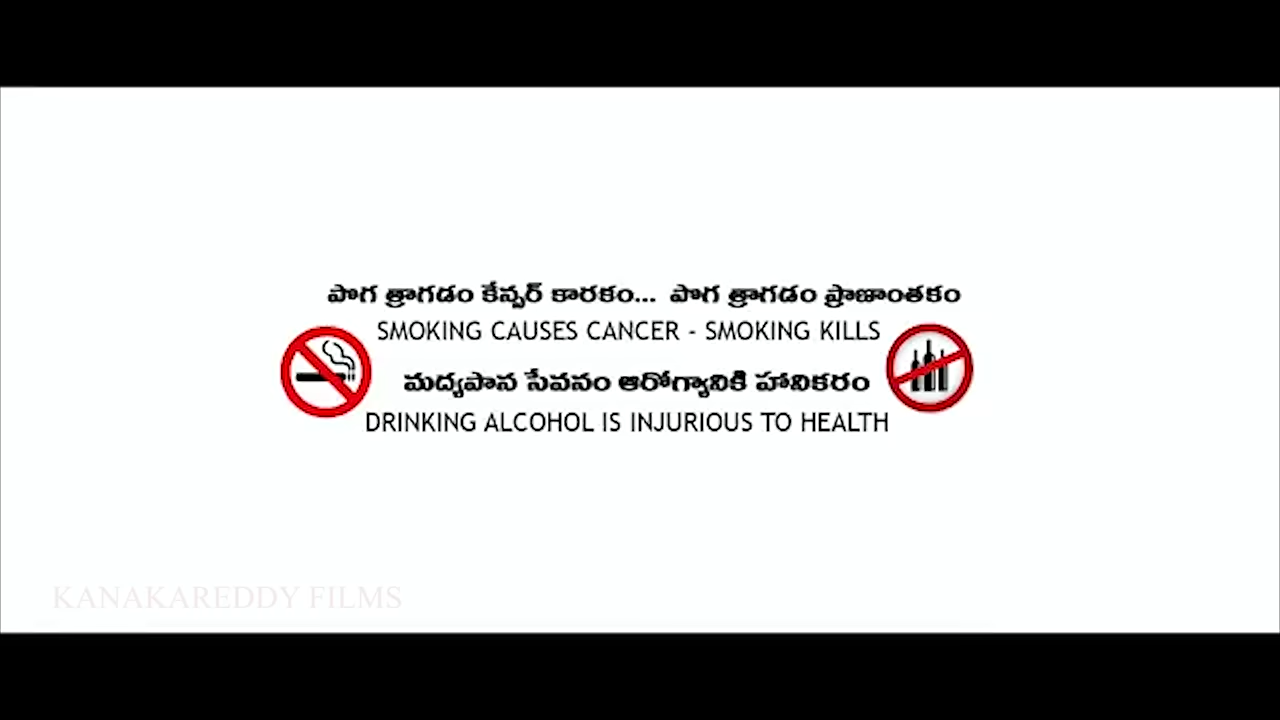 పొగ త్రాగడం కేన్సర్ కారకం... పొగ త్రాగడం ప్రాణాంతకం
SMOKING CAUSES CANCER - SMOKING KILLS
మద్యపాన సేవనం ఆరోగ్యానికి హానికరం
DRINKING ALCOHOL IS INJURIOUS TO HEALTH
KANAKAREDDY FILMS